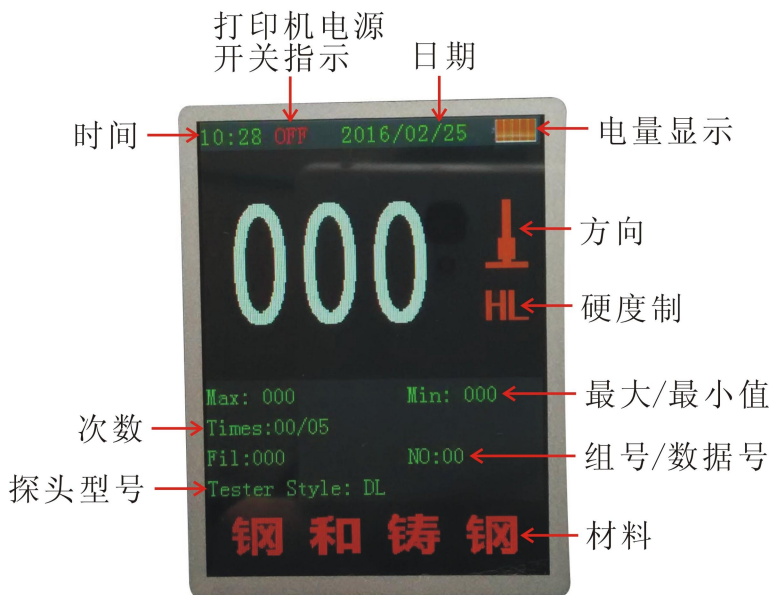 打印机电源
开关指示
日期
时间
10:28 OFF 2016/02/25
电量显示
000
方向
HL
硬度制
Max: 000 Min: 000
最大/最小值
次数
Times:00/05
Fil:000 NO:00
组号/数据号
探头型号
Tester Style: DL
钢和铸钢
材料